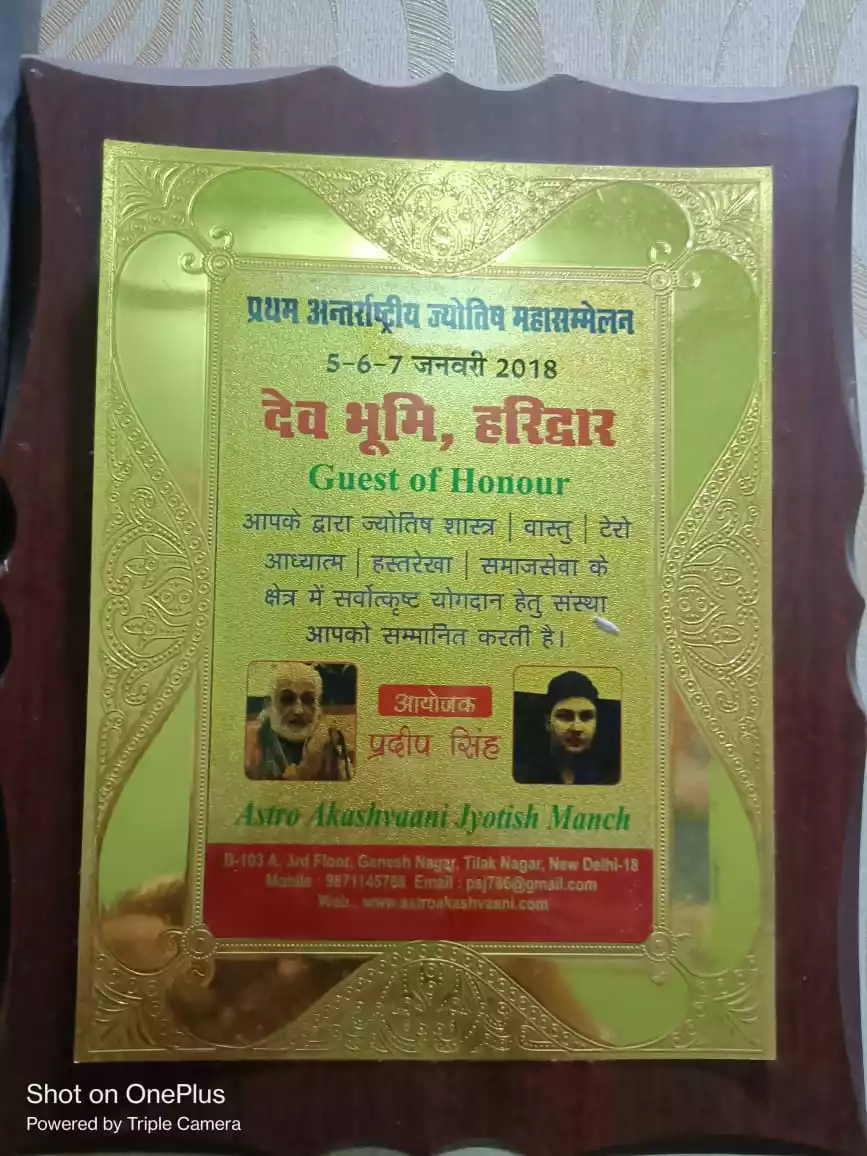 प्रथम अन्तर्राष्ट्रीय ज्योतिष महासम्मेलन
5-6-7 जनवरी 2018
देव भूमि, हरिद्वार
Guest of Honour
आपके द्वारा ज्योतिष शास्त्र | वास्तु | टेरो
आध्यात्म | हस्तरेखा | समाजसेवा के
क्षेत्र में सर्वोत्कृष्ट योगदान हेतु संस्था
आपको सम्मानित करती है।
आयोजक
प्रदीप सिंह
Astro Akashvaani Jyotish Manch
B-103 A, 3rd Floor, Ganesh Nagar, Tilak Nagar, New Delhi-18
Mobile : 9871145768 Email : psj786@gmail.com
Web.. www.astroakashvaani.com
Shot on OnePlus
Powered by Triple Camera